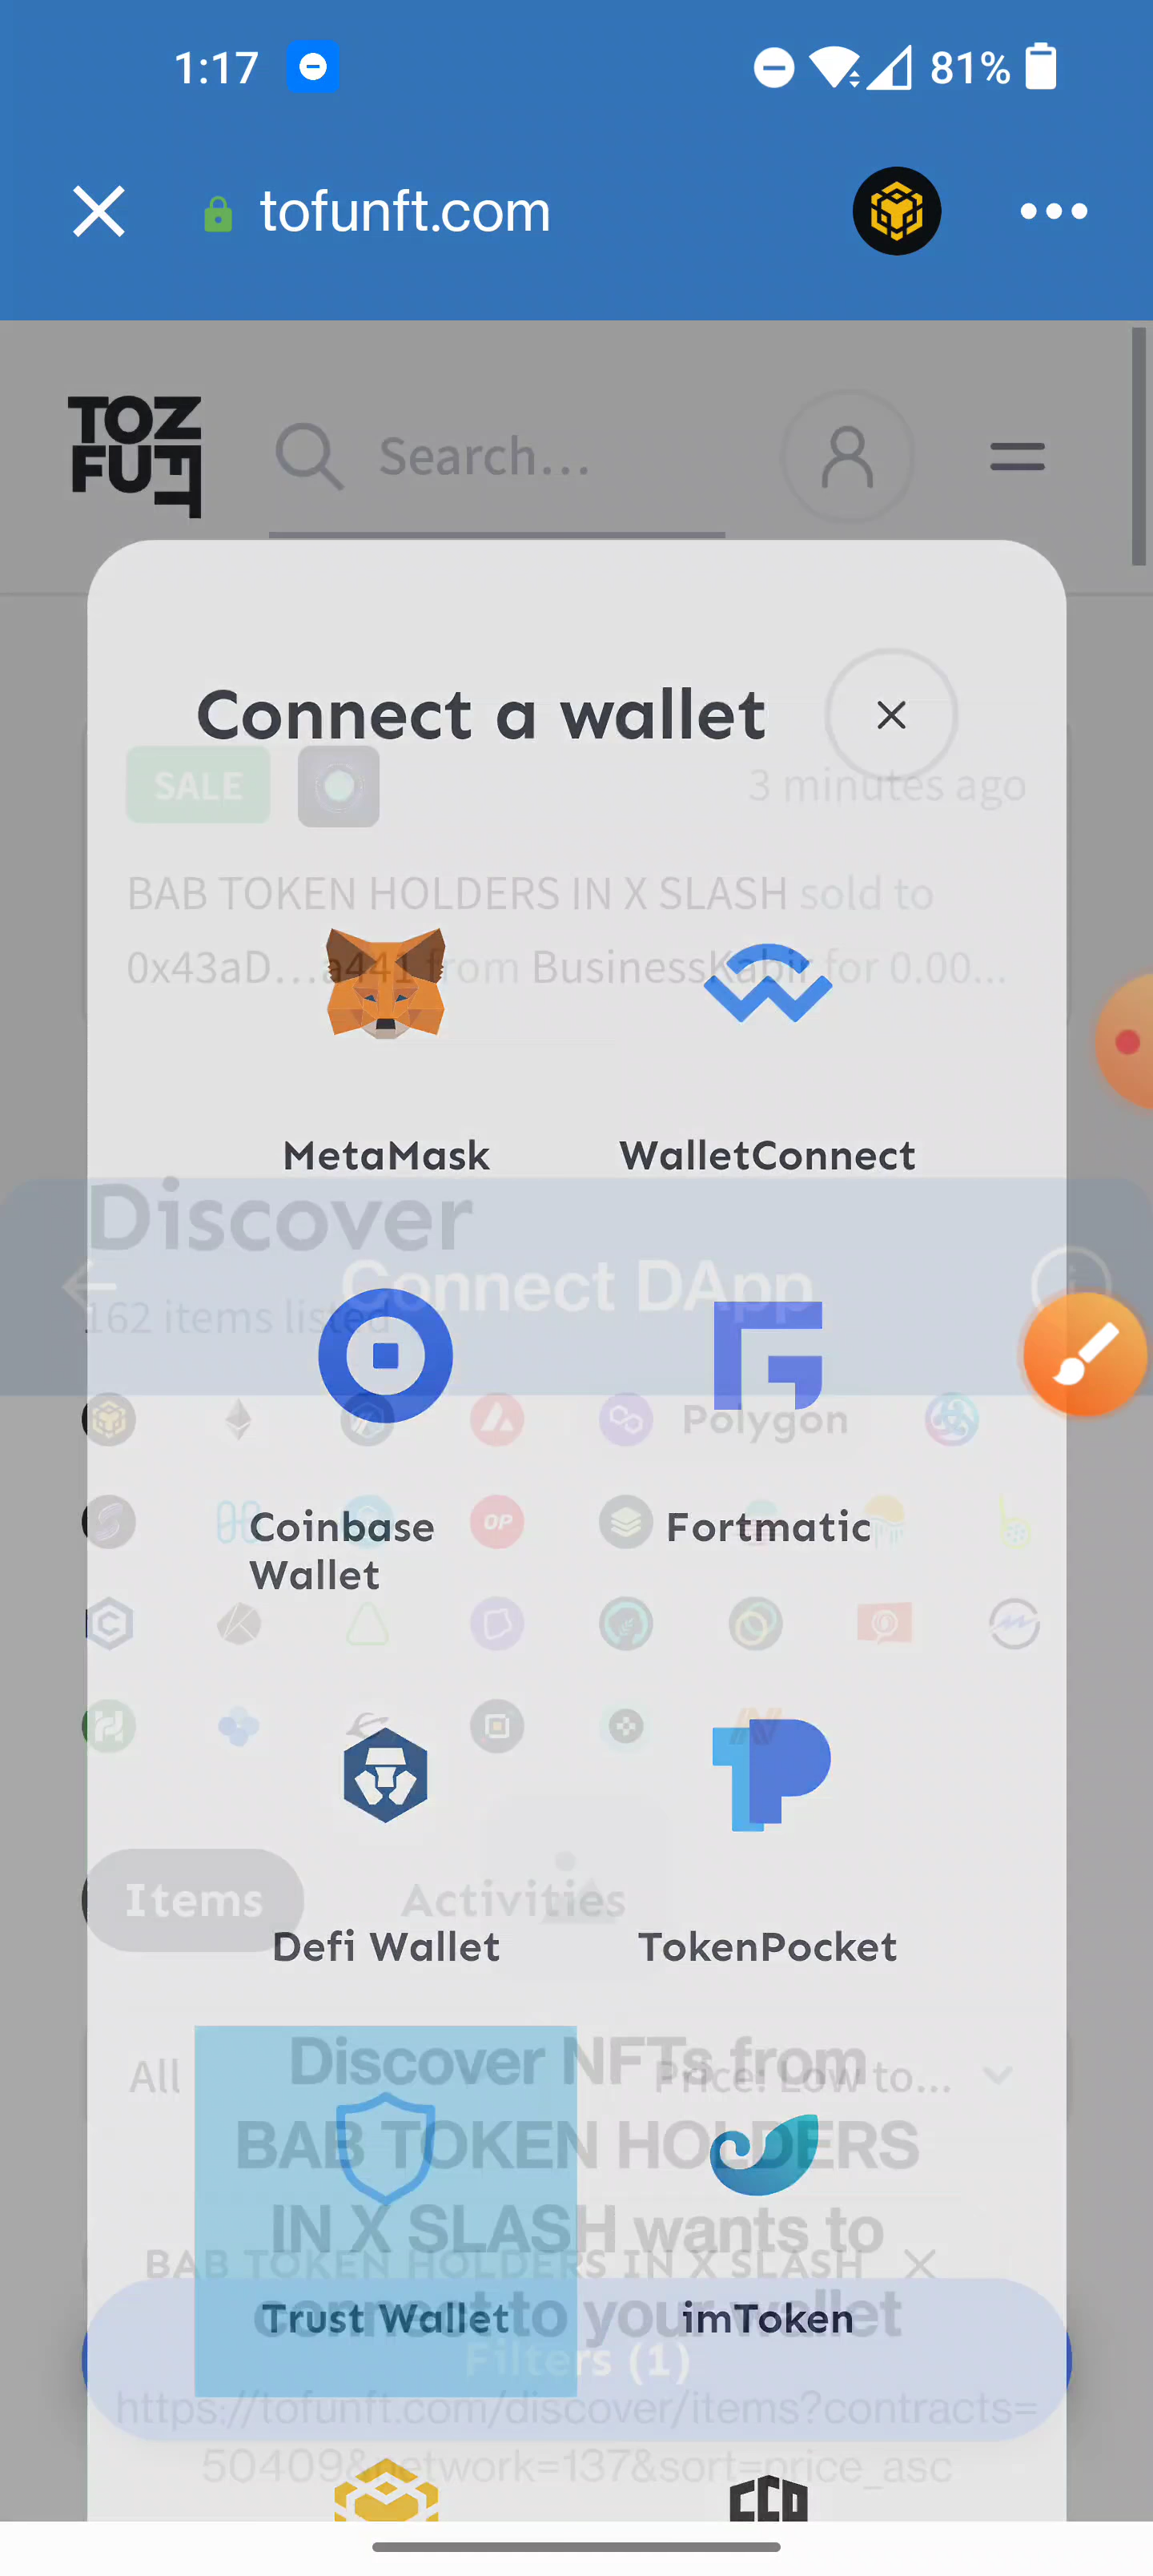 1:17
81%
tofunft.com
TOZ
FUFT
Search...
Connect a wallet
SALE
3 minutes ago
BAB TOKEN HOLDERS IN X SLASH sold to
0x43aD...a441 from BusinessKabir for 0.00...
MetaMask
WalletConnect
Discover
Connect DApp
162 items listed
Polygon
OP
Coinbase
Wallet
Fortmatic
Items
Activities
Defi Wallet
TokenPocket
Discover NFTs from
All
Price: Low to...
BAB TOKEN HOLDERS
IN X SLASH wants to
BAB TOKEN HOLDERS IN X SLASH
connect to your wallet
Trust Wallet
imToken
Filters (1)
https://tofunft.com/discover/items?contracts=
50409&network=137&sort=price_asc